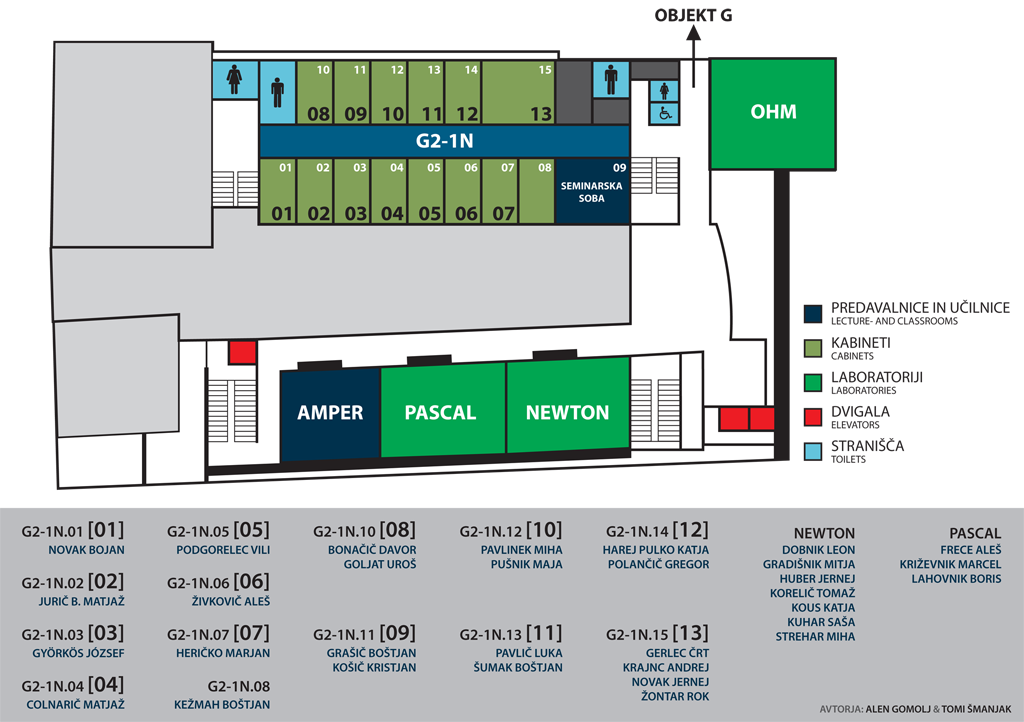 OBJEKT G
10 11 12 13 14 15
08 09 10 11 12 13
OHM
G2-1N
01 02 03 04 05 06 07 08 09
SEMINARSKA
SOBA
01 02 03 04 05 06 07
PREDAVALNICE IN UČILNICE
LECTURE- AND CLASSROOMS
KABINETI
CABINETS
LABORATORIJI
LABORATORIES
DVIGALA
ELEVATORS
STRANIŠČA
TOILETS
AMPER
PASCAL
NEWTON
G2-1N.01 [01]
NOVAK BOJAN
G2-1N.02 [02]
JURIČ B. MATJAŽ
G2-1N.03 [03]
GYÖRKÖS JÓZSEF
G2-1N.04 [04]
COLNARIČ MATJAŽ
G2-1N.05 [05]
PODGORELEC VILI
G2-1N.06 [06]
ŽIVKOVIČ ALEŠ
G2-1N.07 [07]
HERIČKO MARJAN
G2-1N.08
KEŽMAH BOŠTJAN
G2-1N.10 [08]
BONAČIČ DAVOR
GOLJAT UROŠ
G2-1N.11 [09]
GRAŠIČ BOŠTJAN
KOŠIČ KRISTJAN
G2-1N.12 [10]
PAVLINEK MIHA
PUŠNIK MAJA
G2-1N.13 [11]
PAVLIČ LUKA
ŠUMAK BOŠTJAN
G2-1N.14 [12]
HAREJ PULKO KATJA
POLANČIČ GREGOR
G2-1N.15 [13]
GERLEC ČRT
KRAJNC ANDREJ
NOVAK JERNEJ
ŽONTAR ROK
NEWTON
DOBNIK LEON
GRADIŠNIK MITJA
HUBER JERNEJ
KORELIČ TOMAŽ
KOUS KATJA
KUHAR SAŠA
STREHAR MIHA
PASCAL
FRECE ALEŠ
KRIŽEVNIK MARCEL
LAHOVNIK BORIS
AVTORJA: ALEN GOMOLJ & TOMI ŠMANJAK